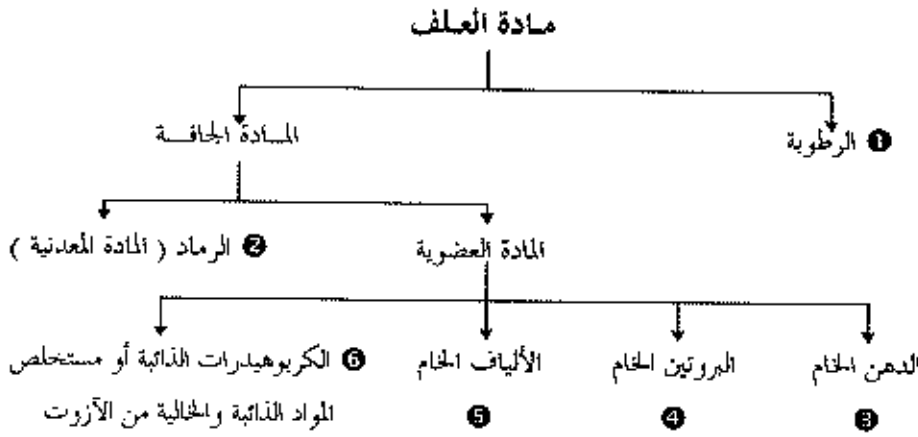 مادة العلف
❶ الرطوبة
المادة الجافة
المادة العضوية
❷ الرماد ( المادة المعدنية )
الدهن الخام
❸
البروتين الخام
❹
الألياف الخام
❺
❻ الكربوهيدرات الذائبة أو مستخلص
المواد الذائبة والخالية من الآزوت